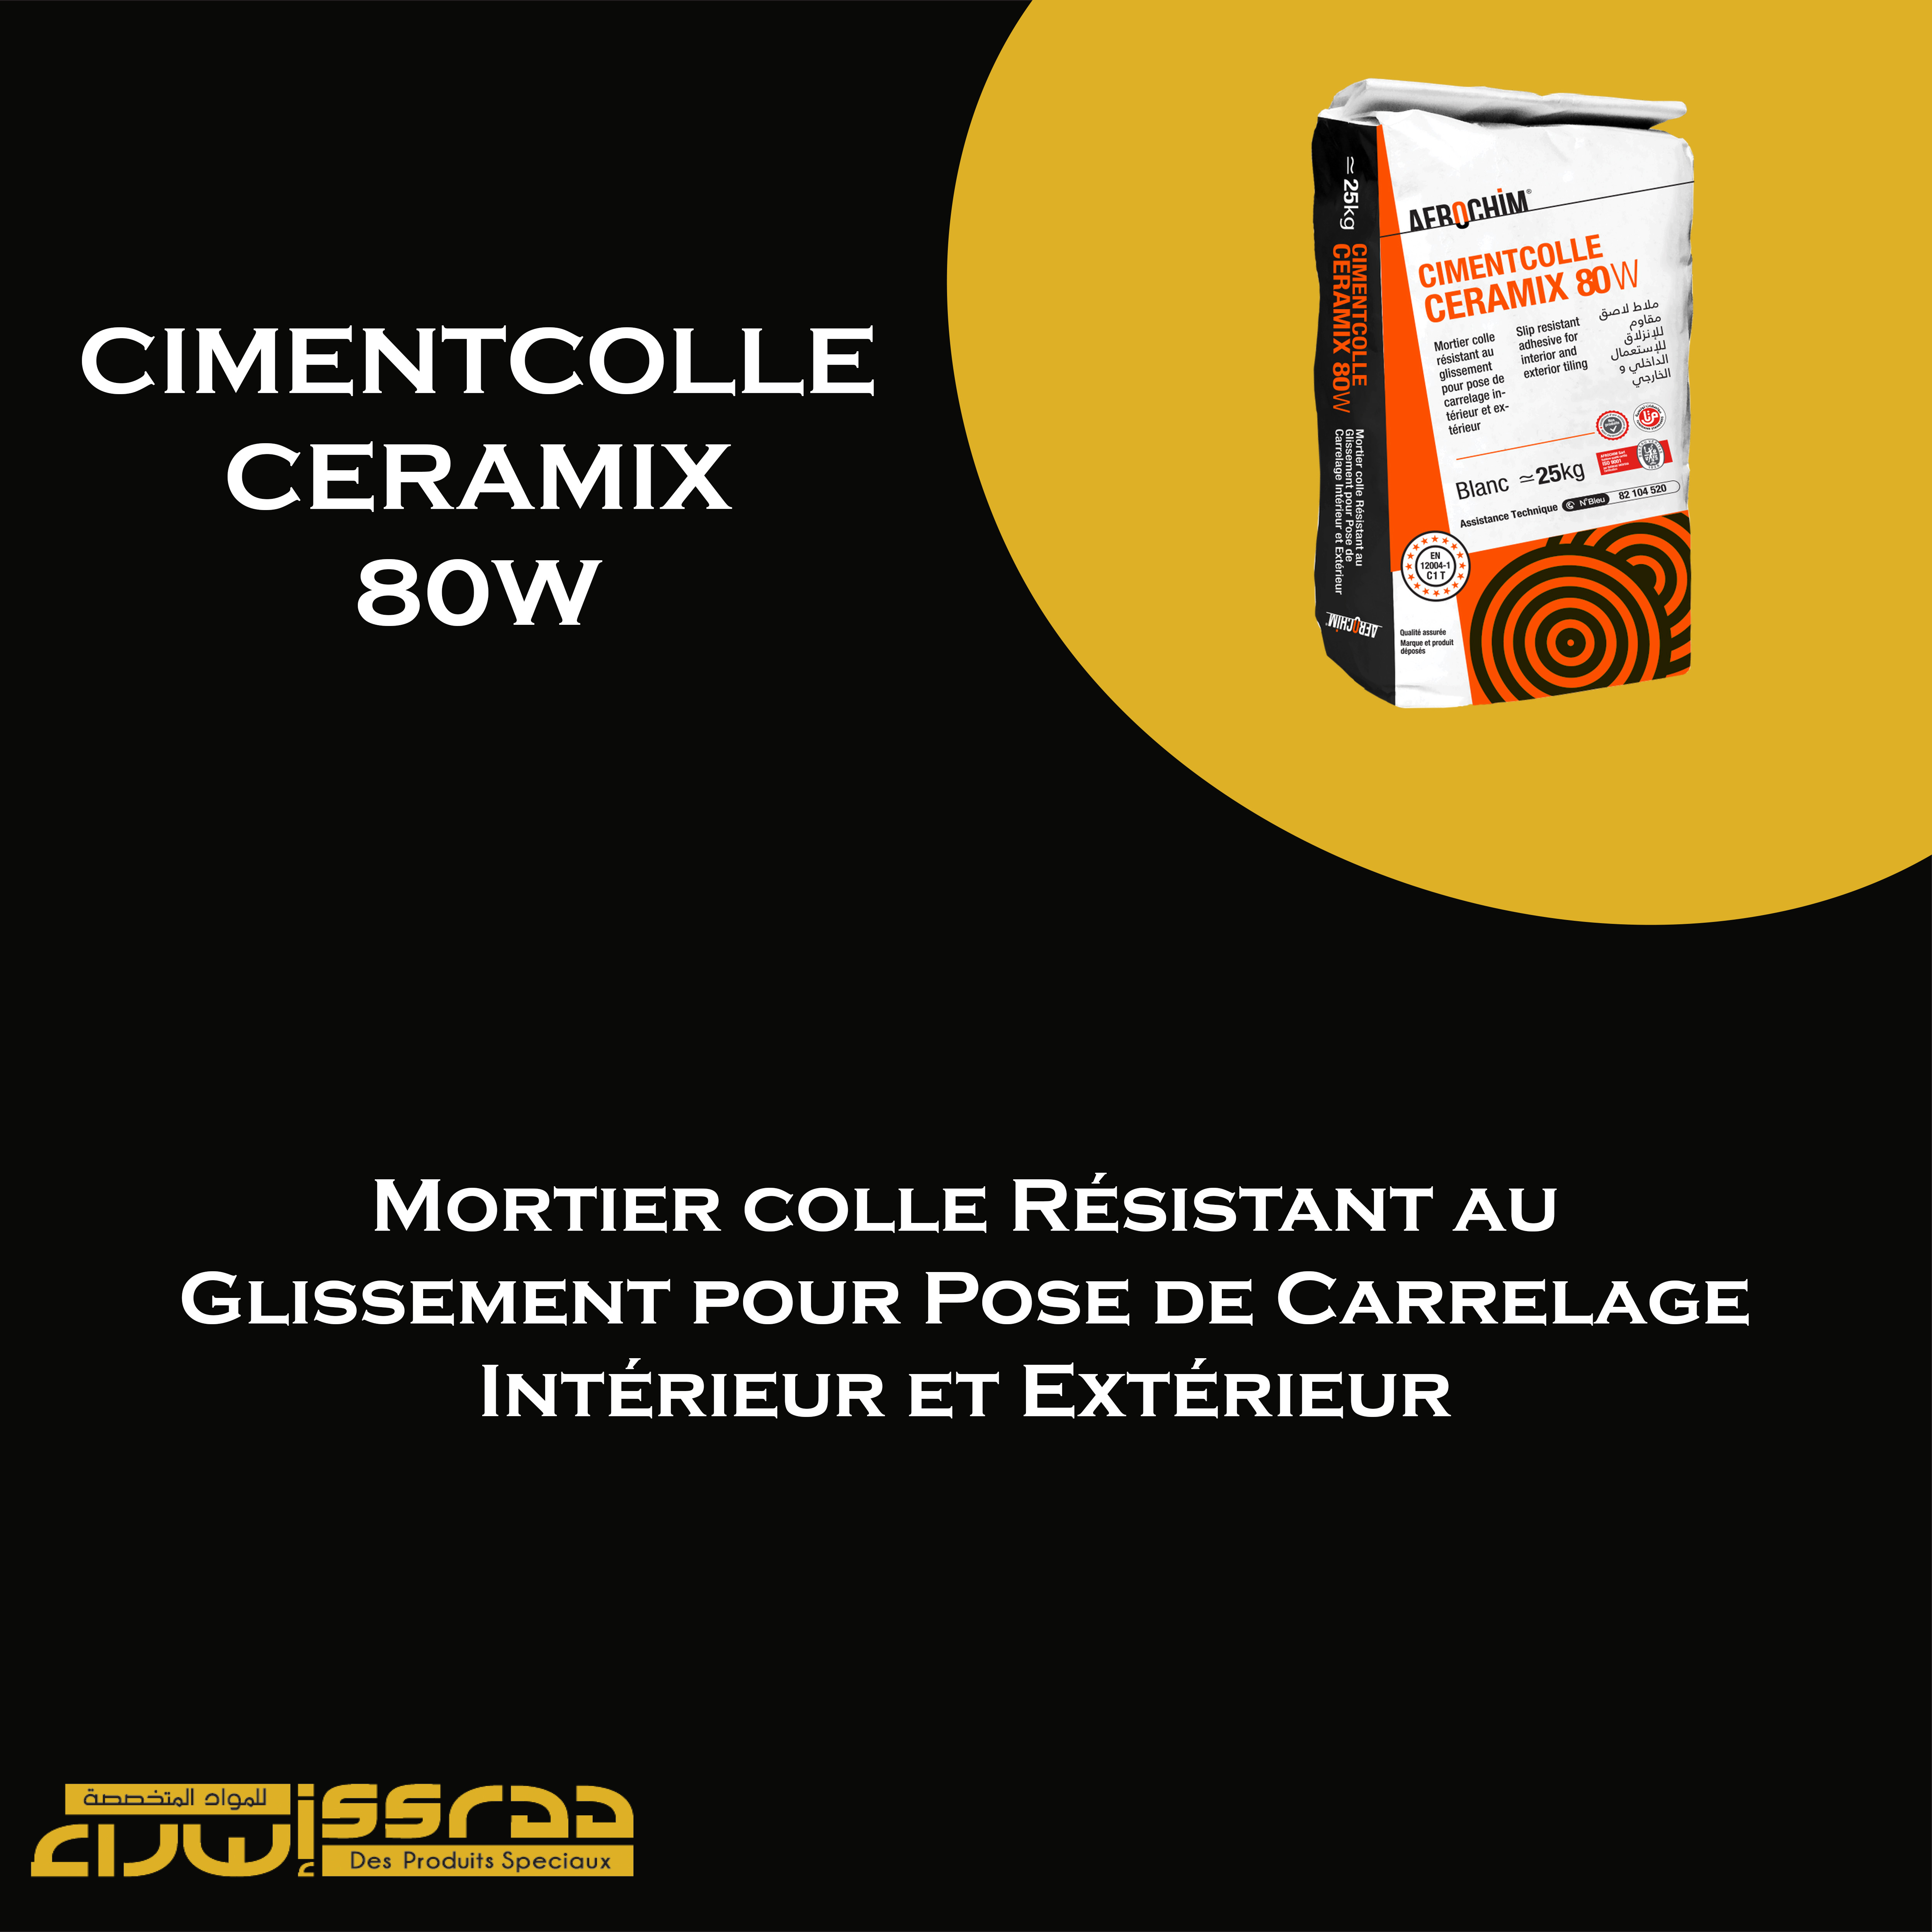 CIMENTCOLLE
CERAMIX
80W
≃ 25kg
CIMENTCOLLE
CERAMIX 80W
Mortier colle Résistant au
Glissement pour Pose de
Carrelage Intérieur et Extérieur
AEROCHIM
AEROCHIM®
CIMENTCOLLE
CERAMIX 80W
Mortier colle
résistant au
glissement
pour pose de
carrelage in-
térieur et ex-
térieur
Slip resistant
adhesive for
interior and
exterior tiling
ملاط لاصق
مقاوم
للإنزلاق
للإستعمال
الداخلي و
الخارجي
ISO 9001
Blanc ≃25kg
Assistance Technique N°Bleu 82 104 520
EN
12004-1
C1 T
Qualité assurée
Marque et produit
déposés
Mortier colle Résistant au
Glissement pour Pose de Carrelage
Intérieur et Extérieur
للمواد المتخصصة
إسراء
Des Produits Speciaux